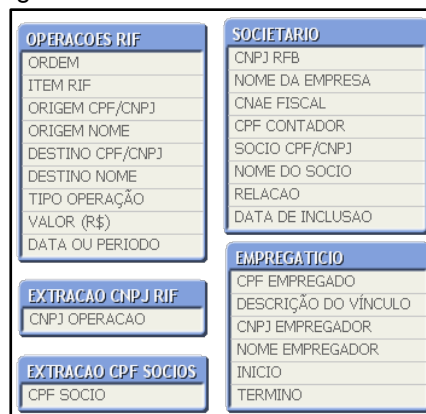 OPERACOES RIF
ORDEM
ITEM RIF
ORIGEM CPF/CNPJ
ORIGEM NOME
DESTINO CPF/CNPJ
DESTINO NOME
TIPO OPERAÇÃO
VALOR (R$)
DATA OU PERIODO
EXTRACAO CNPJ RIF
CNPJ OPERACAO
EXTRACAO CPF SOCIOS
CPF SOCIO
SOCIETARIO
CNPJ RFB
NOME DA EMPRESA
CNAE FISCAL
CPF CONTADOR
SOCIO CPF/CNPJ
NOME DO SOCIO
RELACAO
DATA DE INCLUSAO
EMPREGATICIO
CPF EMPREGADO
DESCRIÇÃO DO VÍNCULO
CNPJ EMPREGADOR
NOME EMPREGADOR
INICIO
TERMINO